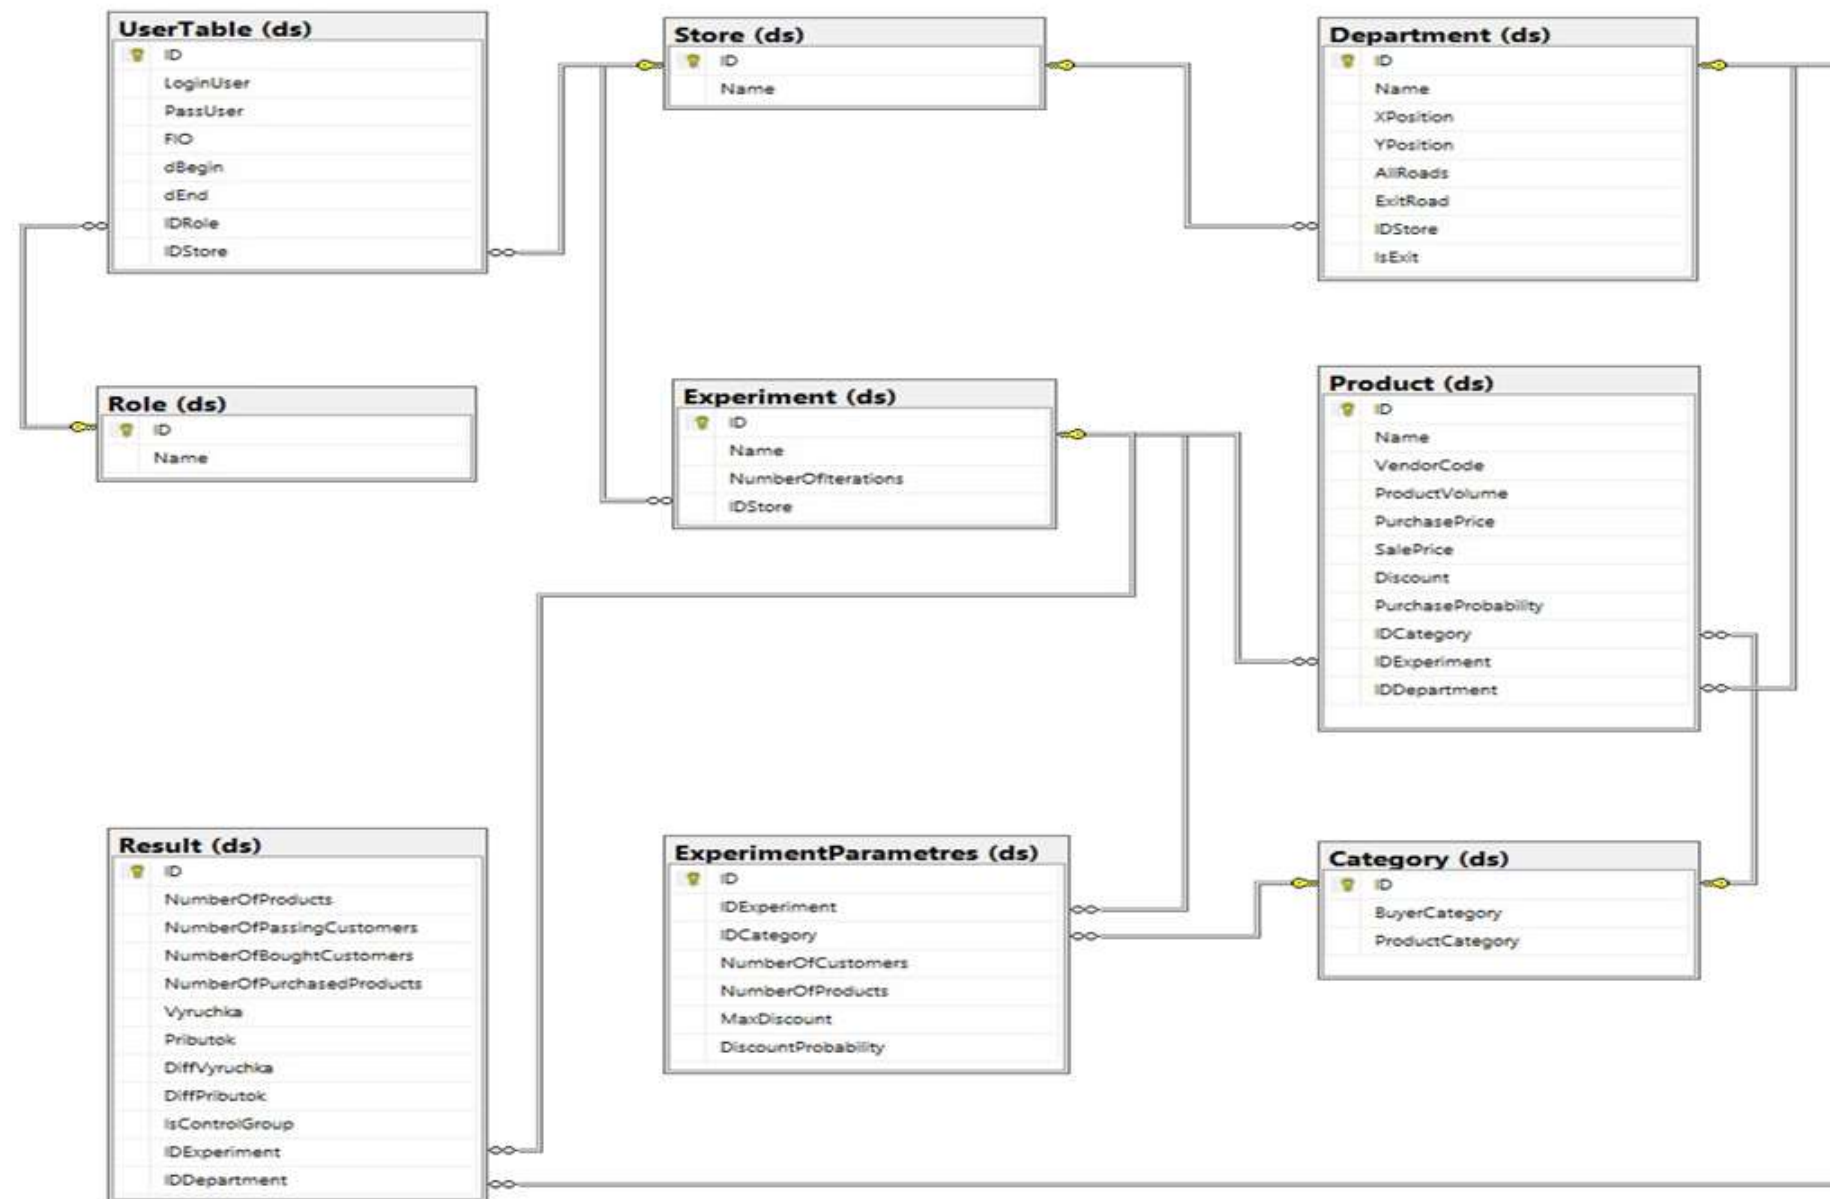 UserTable (ds)
ID
LoginUser
PassUser
FIO
dBegin
dEnd
IDRole
IDStore
Store (ds)
ID
Name
Department (ds)
ID
Name
XPosition
YPosition
AllRoads
ExitRoad
IDStore
IsExit
Role (ds)
ID
Name
Experiment (ds)
ID
Name
NumberOfIterations
IDStore
Product (ds)
ID
Name
VendorCode
ProductVolume
PurchasePrice
SalePrice
Discount
PurchaseProbability
IDCategory
IDExperiment
IDDepartment
Result (ds)
ID
NumberOfProducts
NumberOfPassingCustomers
NumberOfBoughtCustomers
NumberOfPurchasedProducts
Vyruchka
Pributok
DiffVyruchka
DiffPributok
IsControlGroup
IDExperiment
IDDepartment
ExperimentParametres (ds)
ID
IDExperiment
IDCategory
NumberOfCustomers
NumberOfProducts
MaxDiscount
DiscountProbability
Category (ds)
ID
BuyerCategory
ProductCategory